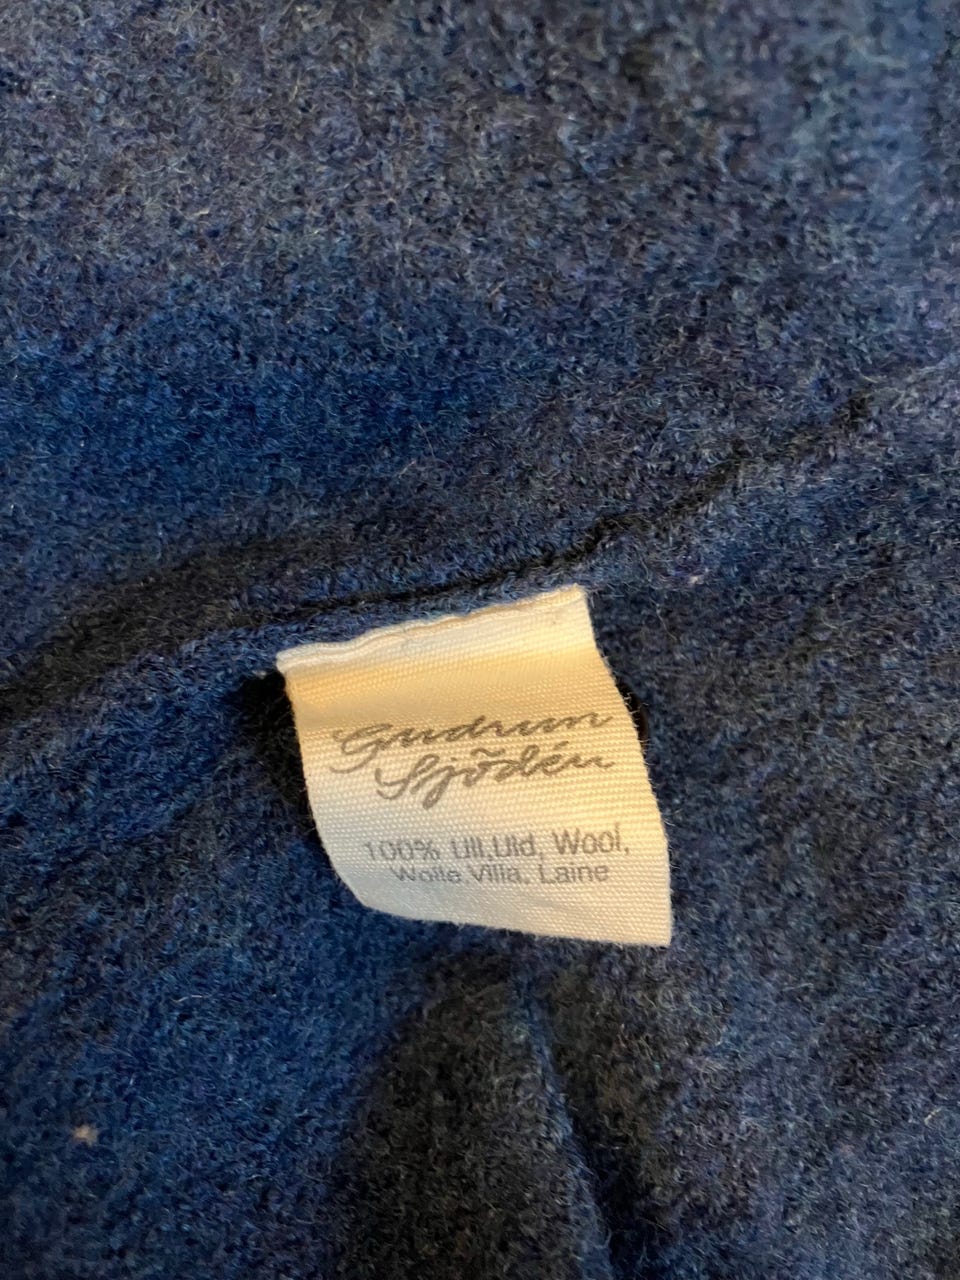 Gudrun
Sjödén
100% Ull,Uld, Wool,
Wolle,Villa, Laine